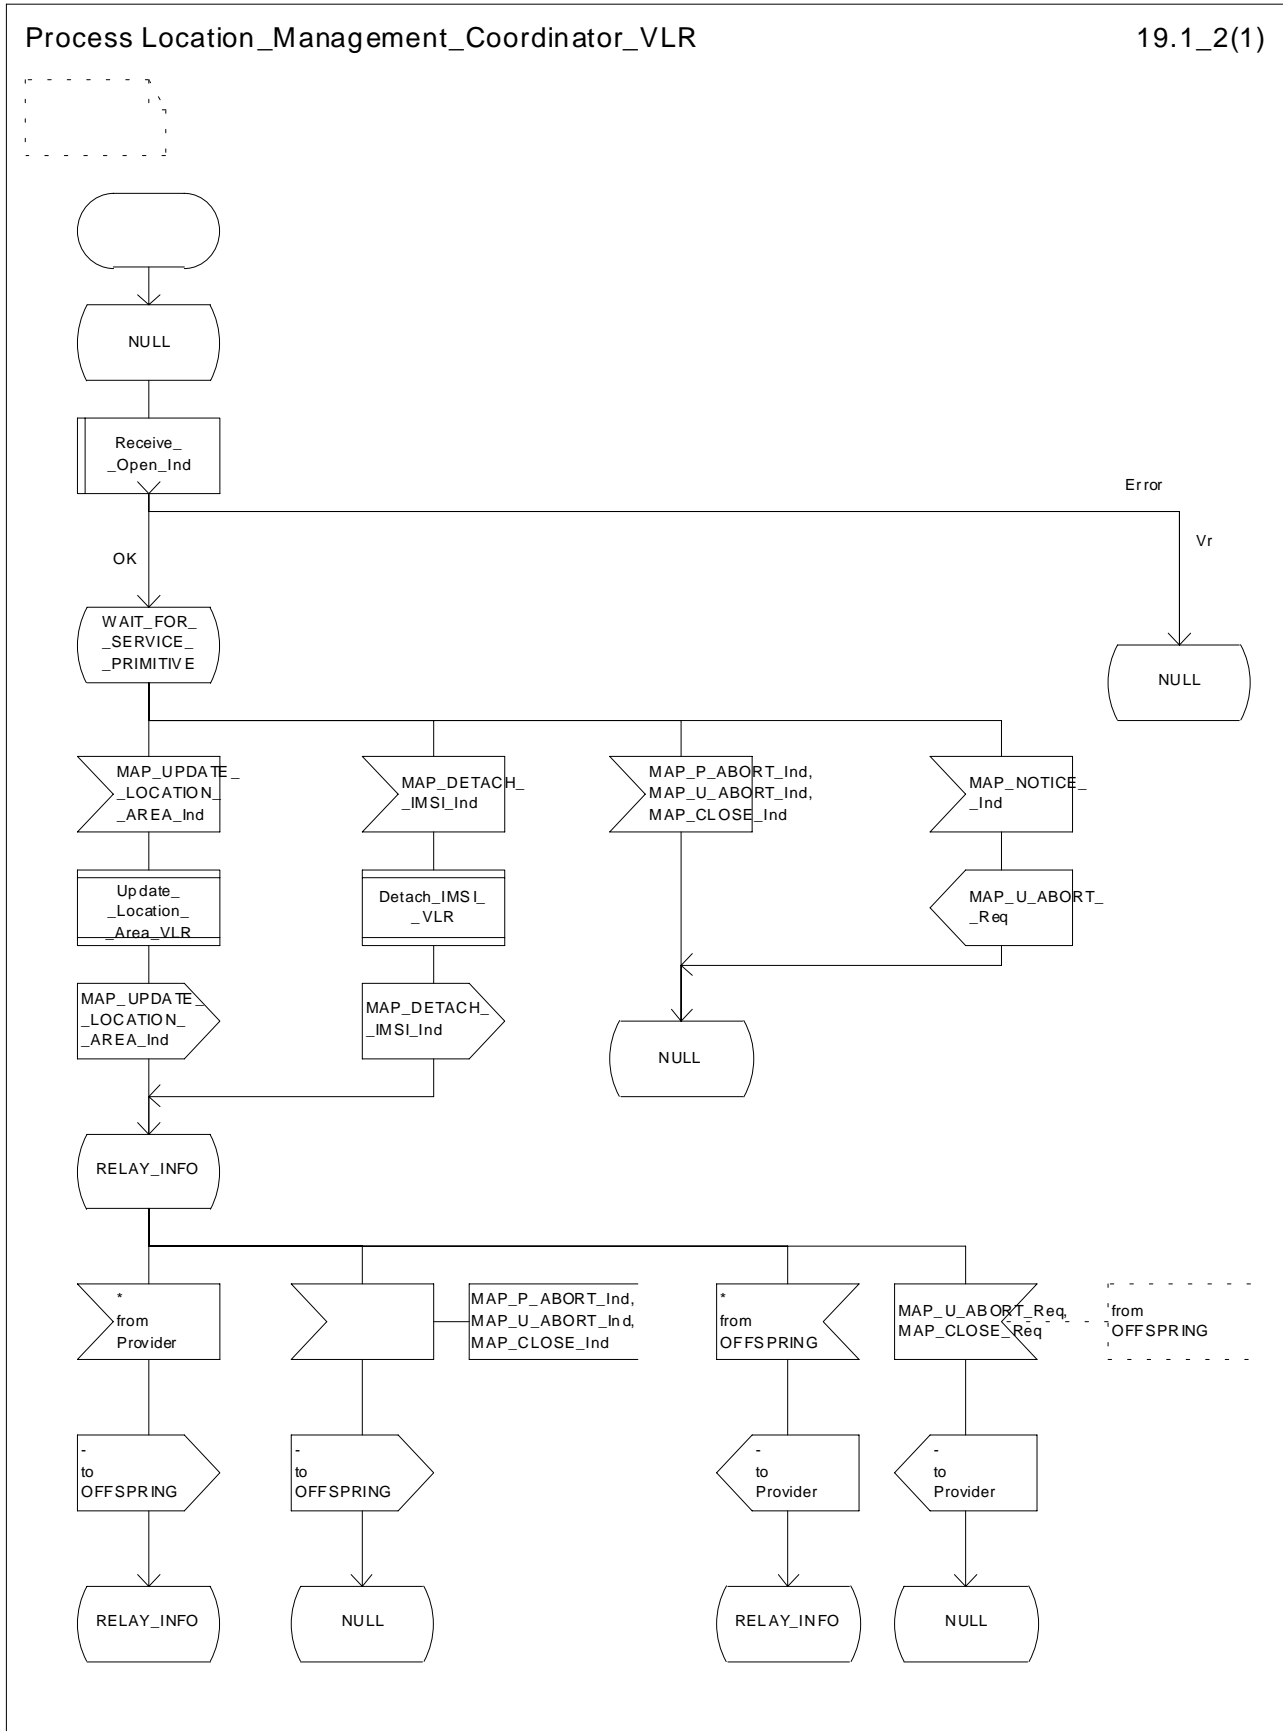 Process Location_Management_Coordinator_VLR
19.1_2(1)
NULL
Receive_
_Open_Ind
Error
OK
Vr
WAIT_FOR_
_SERVICE_
_PRIMITIVE
NULL
MAP_UPDATE_
_LOCATION_
_AREA_Ind
MAP_DETACH_
_IMSI_Ind
MAP_P_ABORT_Ind,
MAP_U_ABORT_Ind,
MAP_CLOSE_Ind
MAP_NOTICE_
_Ind
Update_
_Location_
_Area_VLR
Detach_IMSI_
_VLR
MAP_U_ABORT_
_Req
MAP_UPDATE_
_LOCATION_
_AREA_Ind
MAP_DETACH_
_IMSI_Ind
NULL
RELAY_INFO
*
from
Provider
MAP_P_ABORT_Ind,
MAP_U_ABORT_Ind,
MAP_CLOSE_Ind
*
from
OFFSPRING
MAP_U_ABORT_Req,
MAP_CLOSE_Req
from
OFFSPRING
-
to
OFFSPRING
-
to
OFFSPRING
-
to
Provider
-
to
Provider
RELAY_INFO
NULL
RELAY_INFO
NULL